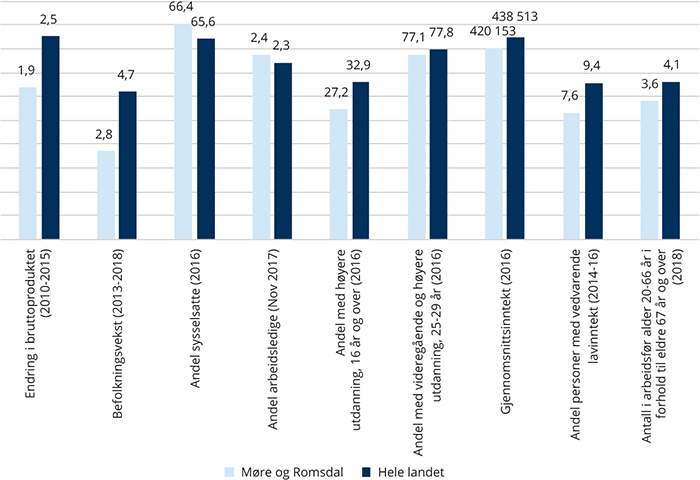 1,9
2,5
2,8
4,7
66,4
65,6
2,4
2,3
27,2
32,9
77,1
77,8
420 153
438 513
7,6
9,4
3,6
4,1
Endring i bruttoproduktet
(2010-2015)
Befolkningsvekst (2013-2018)
Andel sysselsatte (2016)
Andel arbeidsledige (Nov 2017)
Andel med høyere
utdanning, 16 år og over (2016)
Andel med videregående og høyere
utdanning, 25-29 år (2016)
Gjennomsnittsinntekt (2016)
Andel personer med vedvarende
lavinntekt (2014-16)
Antall i arbeidsfør alder 20-66 år i
forhold til eldre 67 år og over
(2018)
Møre og Romsdal
Hele landet